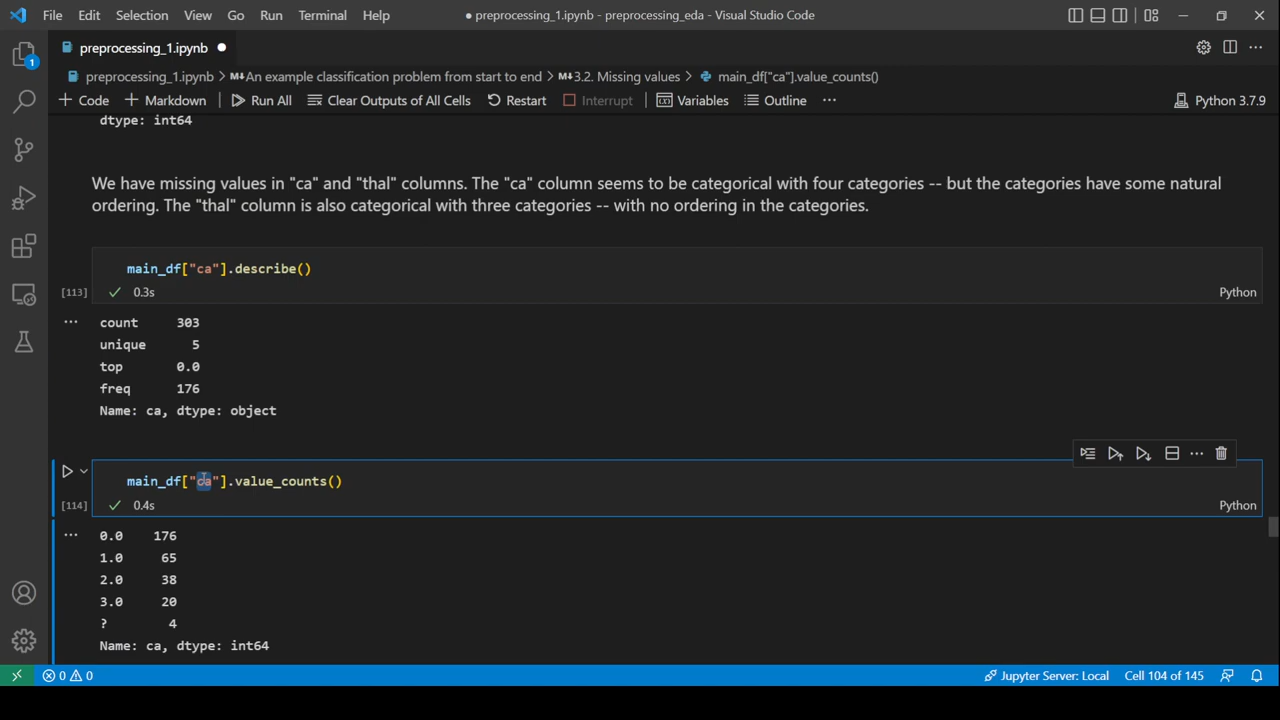 File Edit Selection View Go Run Terminal Help
● preprocessing_1.ipynb - preprocessing_eda - Visual Studio Code
preprocessing_1.ipynb ●
preprocessing_1.ipynb > M↓An example classification problem from start to end > M↓3.2. Missing values > main_df["ca"].value_counts()
+ Code + Markdown Run All Clear Outputs of All Cells Restart Interrupt Variables Outline ··· Python 3.7.9
1
dtype: int64
We have missing values in "ca" and "thal" columns. The "ca" column seems to be categorical with four categories -- but the categories have some natural
ordering. The "thal" column is also categorical with three categories -- with no ordering in the categories.
main_df["ca"].describe()
[113] ✓ 0.3s Python
··· count 303
unique 5
top 0.0
freq 176
Name: ca, dtype: object
main_df["ca"].value_counts()
[114] ✓ 0.4s Python
··· 0.0 176
1.0 65
2.0 38
3.0 20
? 4
Name: ca, dtype: int64
0 0 Jupyter Server: Local Cell 104 of 145